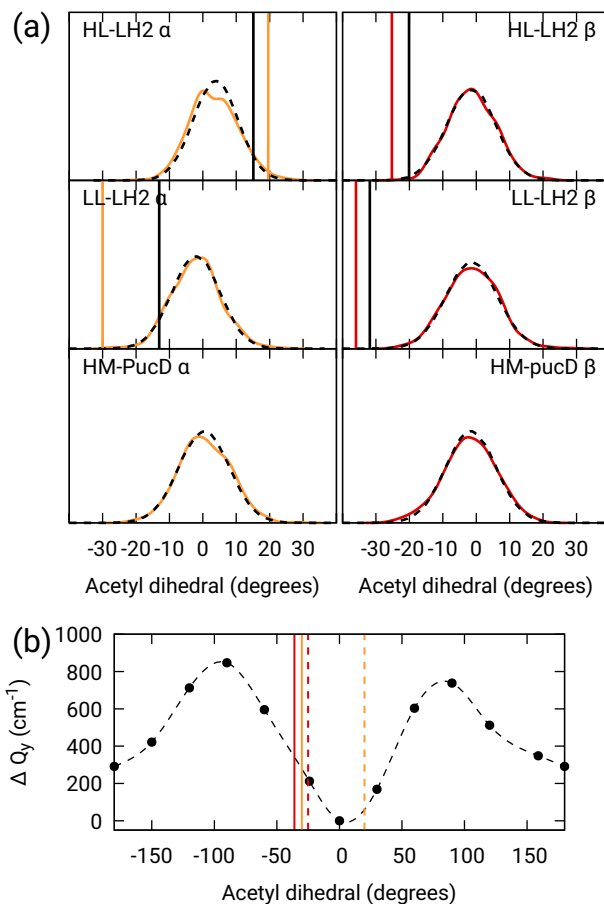 (a)
HL-LH2 α
HL-LH2 β
LL-LH2 α
LL-LH2 β
HM-PucD α
HM-pucD β
-30 -20 -10 0 10 20 30
-30 -20 -10 0 10 20 30
Acetyl dihedral (degrees)
Acetyl dihedral (degrees)
(b)
1000
800
600
400
200
0
Δ Qy (cm-1)
-150 -100 -50 0 50 100 150
Acetyl dihedral (degrees)